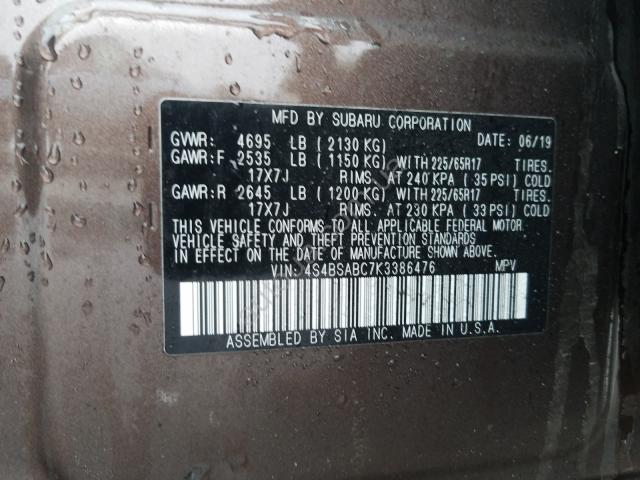 MFD BY SUBARU CORPORATION
GVWR: 4695 LB (2130 KG) DATE: 06/19
GAWR:F 2535 LB (1150 KG) WITH 225/65R17 TIRES.
17X7J RIMS. AT 240 KPA (35 PSI) COLD
GAWR:R 2645 LB (1200 KG) WITH 225/65R17 TIRES.
17X7J RIMS. AT 230 KPA (33 PSI) COLD
THIS VEHICLE CONFORMS TO ALL APPLICABLE FEDERAL MOTOR
VEHICLE SAFETY AND THEFT PREVENTION STANDARDS
IN EFFECT ON THE DATE OF MANUFACTURE SHOWN ABOVE.
VIN: 4S4BSABC7K3386476 MPV
ASSEMBLED BY SIA INC. MADE IN U.S.A.